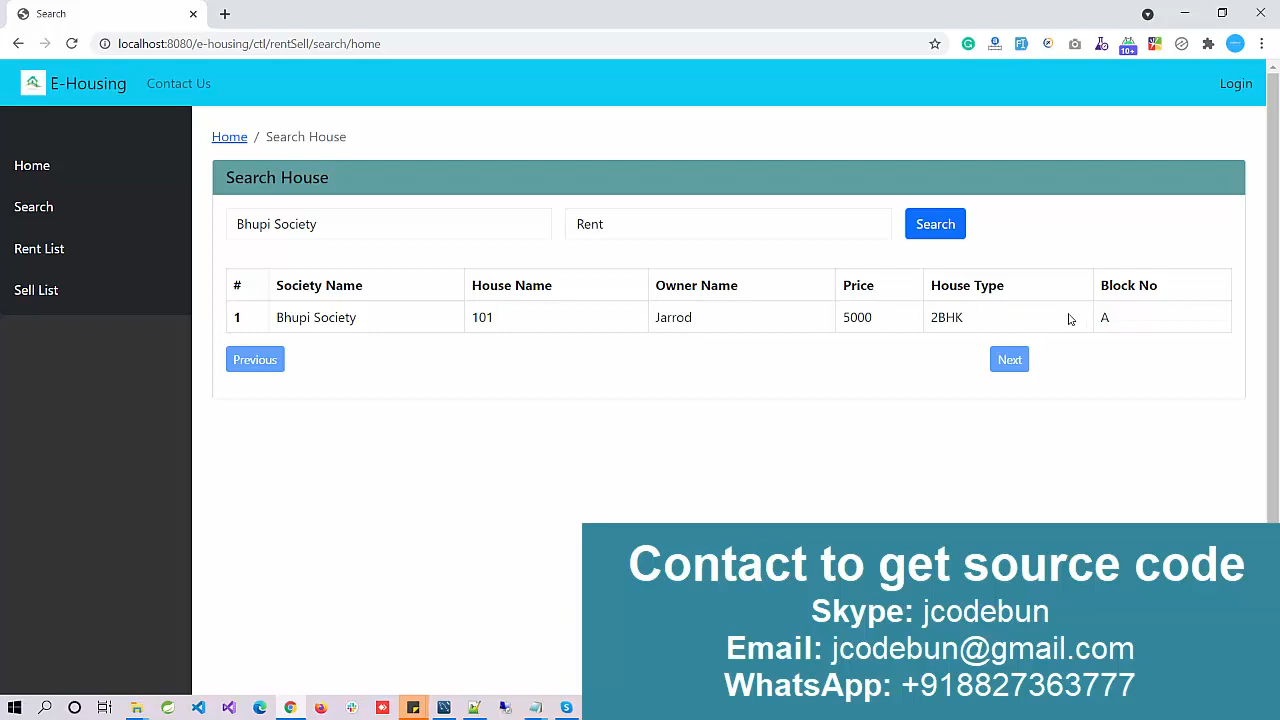 Search
localhost:8080/e-housing/ctl/rentSell/search/home
10+
E-Housing Contact Us Login
Home / Search House
Home
Search
Rent List
Sell List
Search House
Bhupi Society Rent Search
# Society Name House Name Owner Name Price House Type Block No
1 Bhupi Society 101 Jarrod 5000 2BHK A
Previous Next
Contact to get source code
Skype: jcodebun
Email: jcodebun@gmail.com
WhatsApp: +918827363777